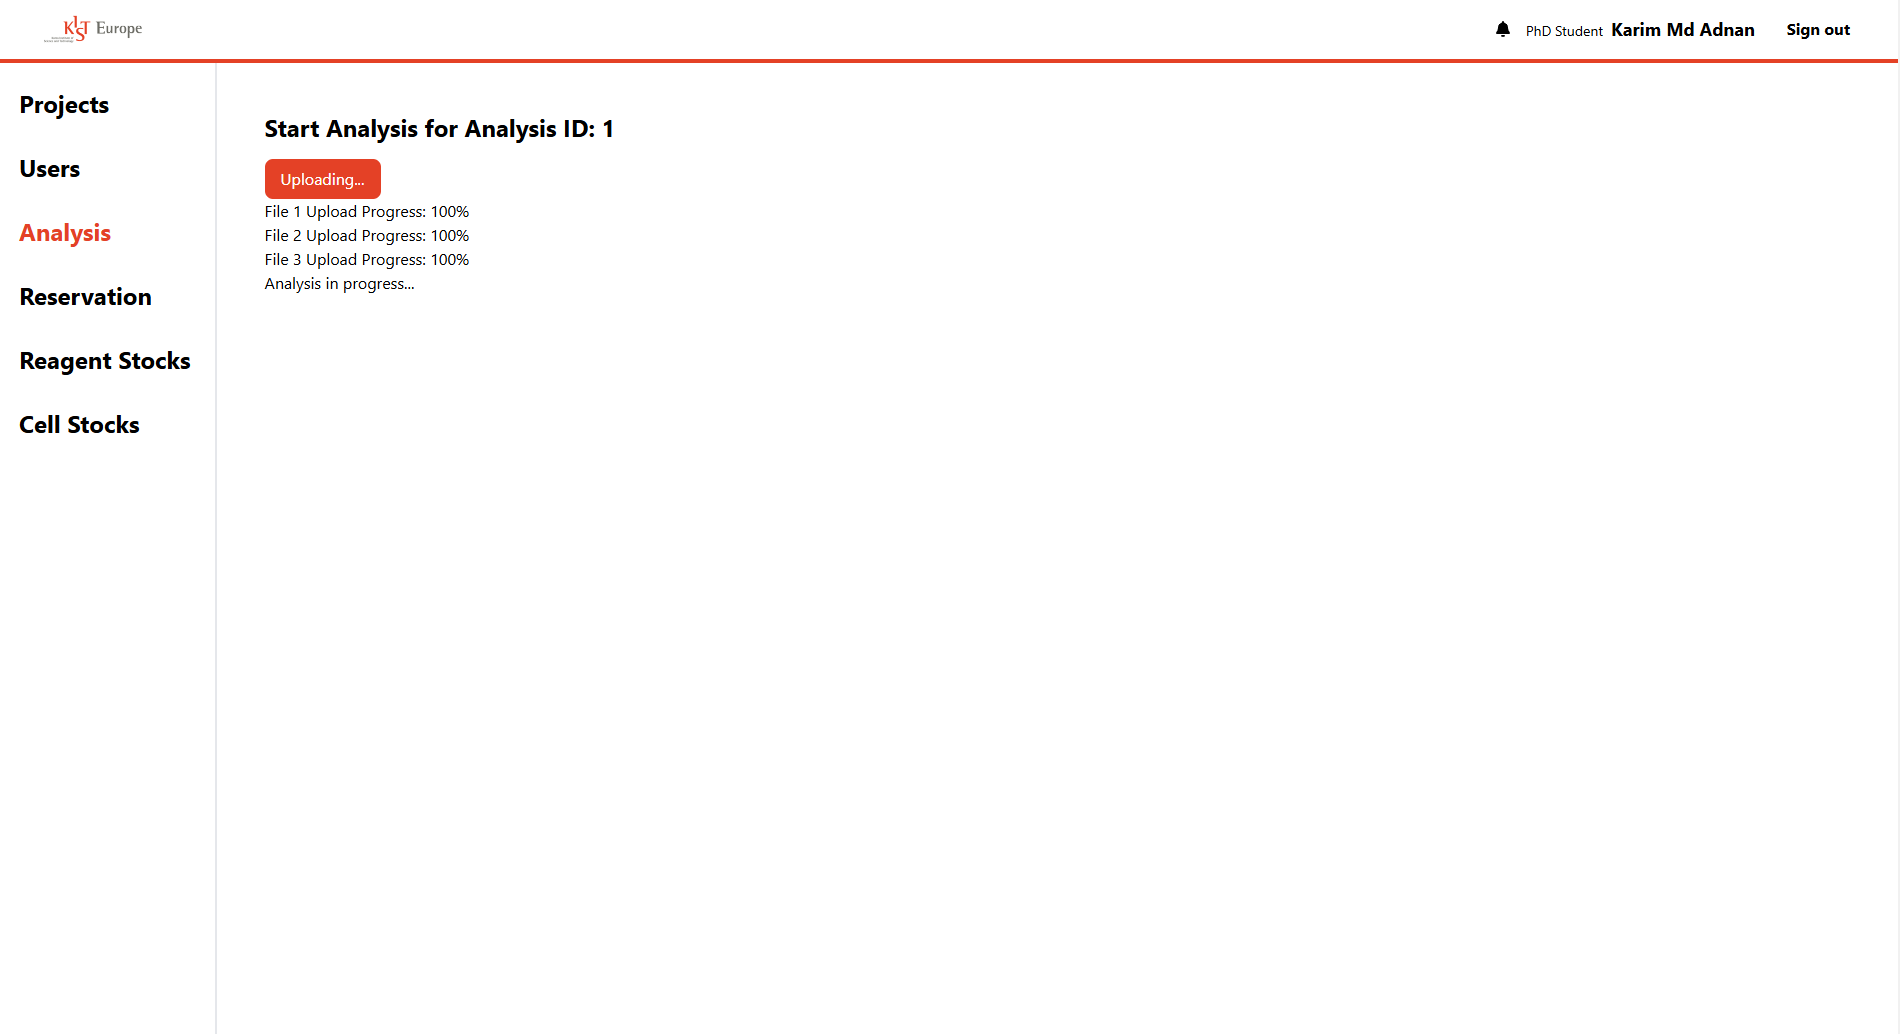 KIST Europe
PhD Student Karim Md Adnan
Sign out
Projects
Users
Analysis
Reservation
Reagent Stocks
Cell Stocks
Start Analysis for Analysis ID: 1
Uploading...
File 1 Upload Progress: 100%
File 2 Upload Progress: 100%
File 3 Upload Progress: 100%
Analysis in progress...